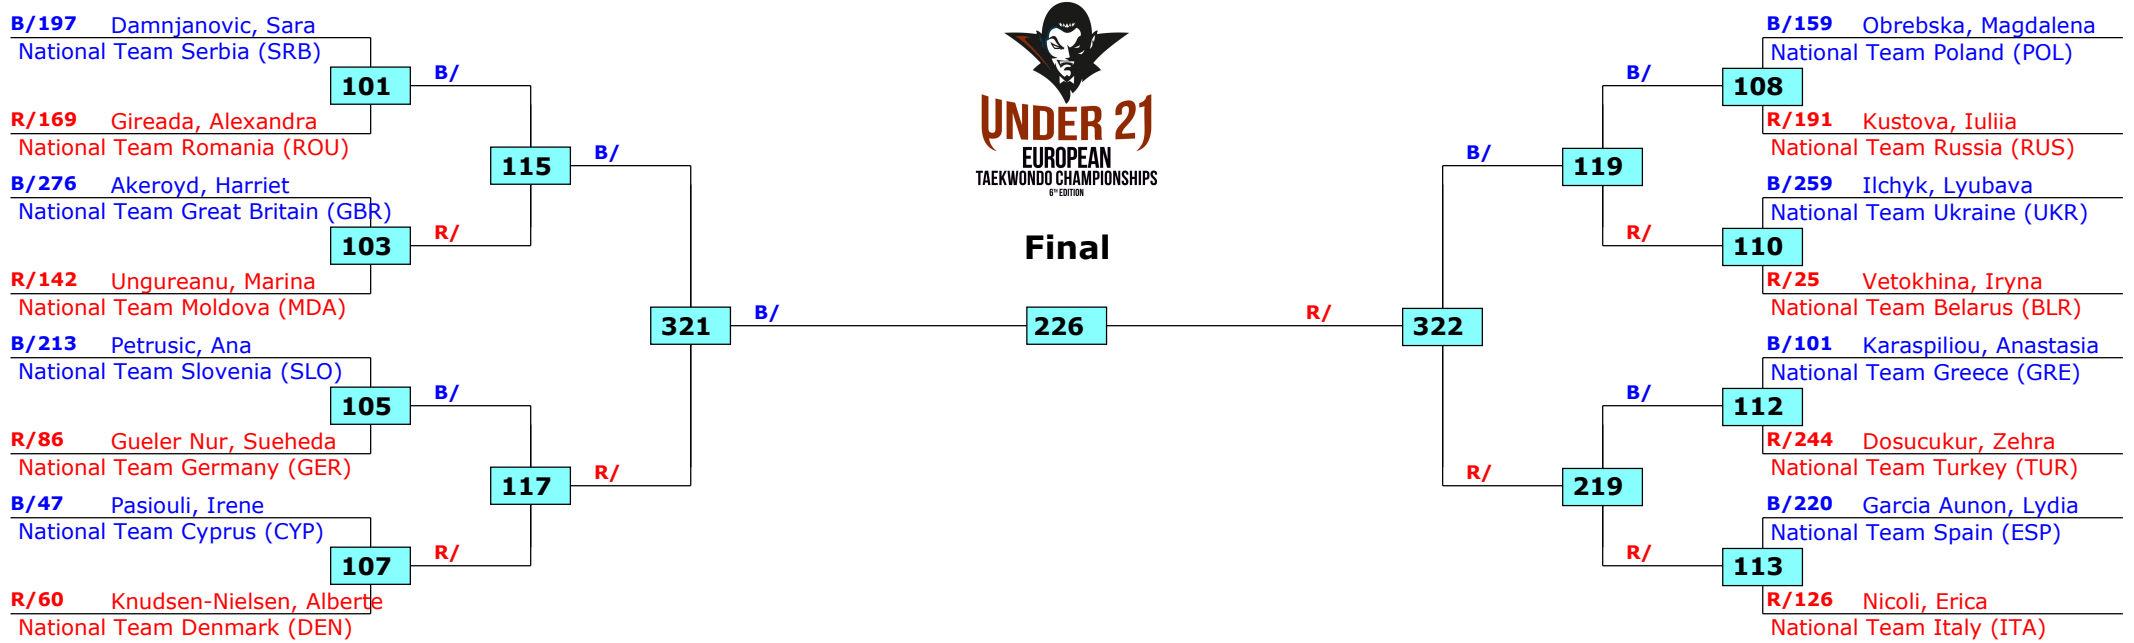 B/197 Damnjanovic, Sara
National Team Serbia (SRB)
101
R/169 Gireada, Alexandra
National Team Romania (ROU)
B/
115
B/276 Akeroyd, Harriet
National Team Great Britain (GBR)
103
R/142 Ungureanu, Marina
National Team Moldova (MDA)
R/
B/
321
B/213 Petrusic, Ana
National Team Slovenia (SLO)
105
R/86 Gueler Nur, Sueheda
National Team Germany (GER)
B/
117
B/47 Pasiouli, Irene
National Team Cyprus (CYP)
107
R/60 Knudsen-Nielsen, Alberte
National Team Denmark (DEN)
R/
R/
UNDER 21
EUROPEAN
TAEKWONDO CHAMPIONSHIPS
6TH EDITION
Final
B/
226
R/
B/159 Obrebska, Magdalena
National Team Poland (POL)
108
R/191 Kustova, Iuliia
National Team Russia (RUS)
B/
119
B/259 Ilchyk, Lyubava
National Team Ukraine (UKR)
110
R/25 Vetokhina, Iryna
National Team Belarus (BLR)
R/
B/
322
B/101 Karaspiliou, Anastasia
National Team Greece (GRE)
112
R/244 Dosucukur, Zehra
National Team Turkey (TUR)
B/
219
B/220 Garcia Aunon, Lydia
National Team Spain (ESP)
113
R/126 Nicoli, Erica
National Team Italy (ITA)
R/
R/